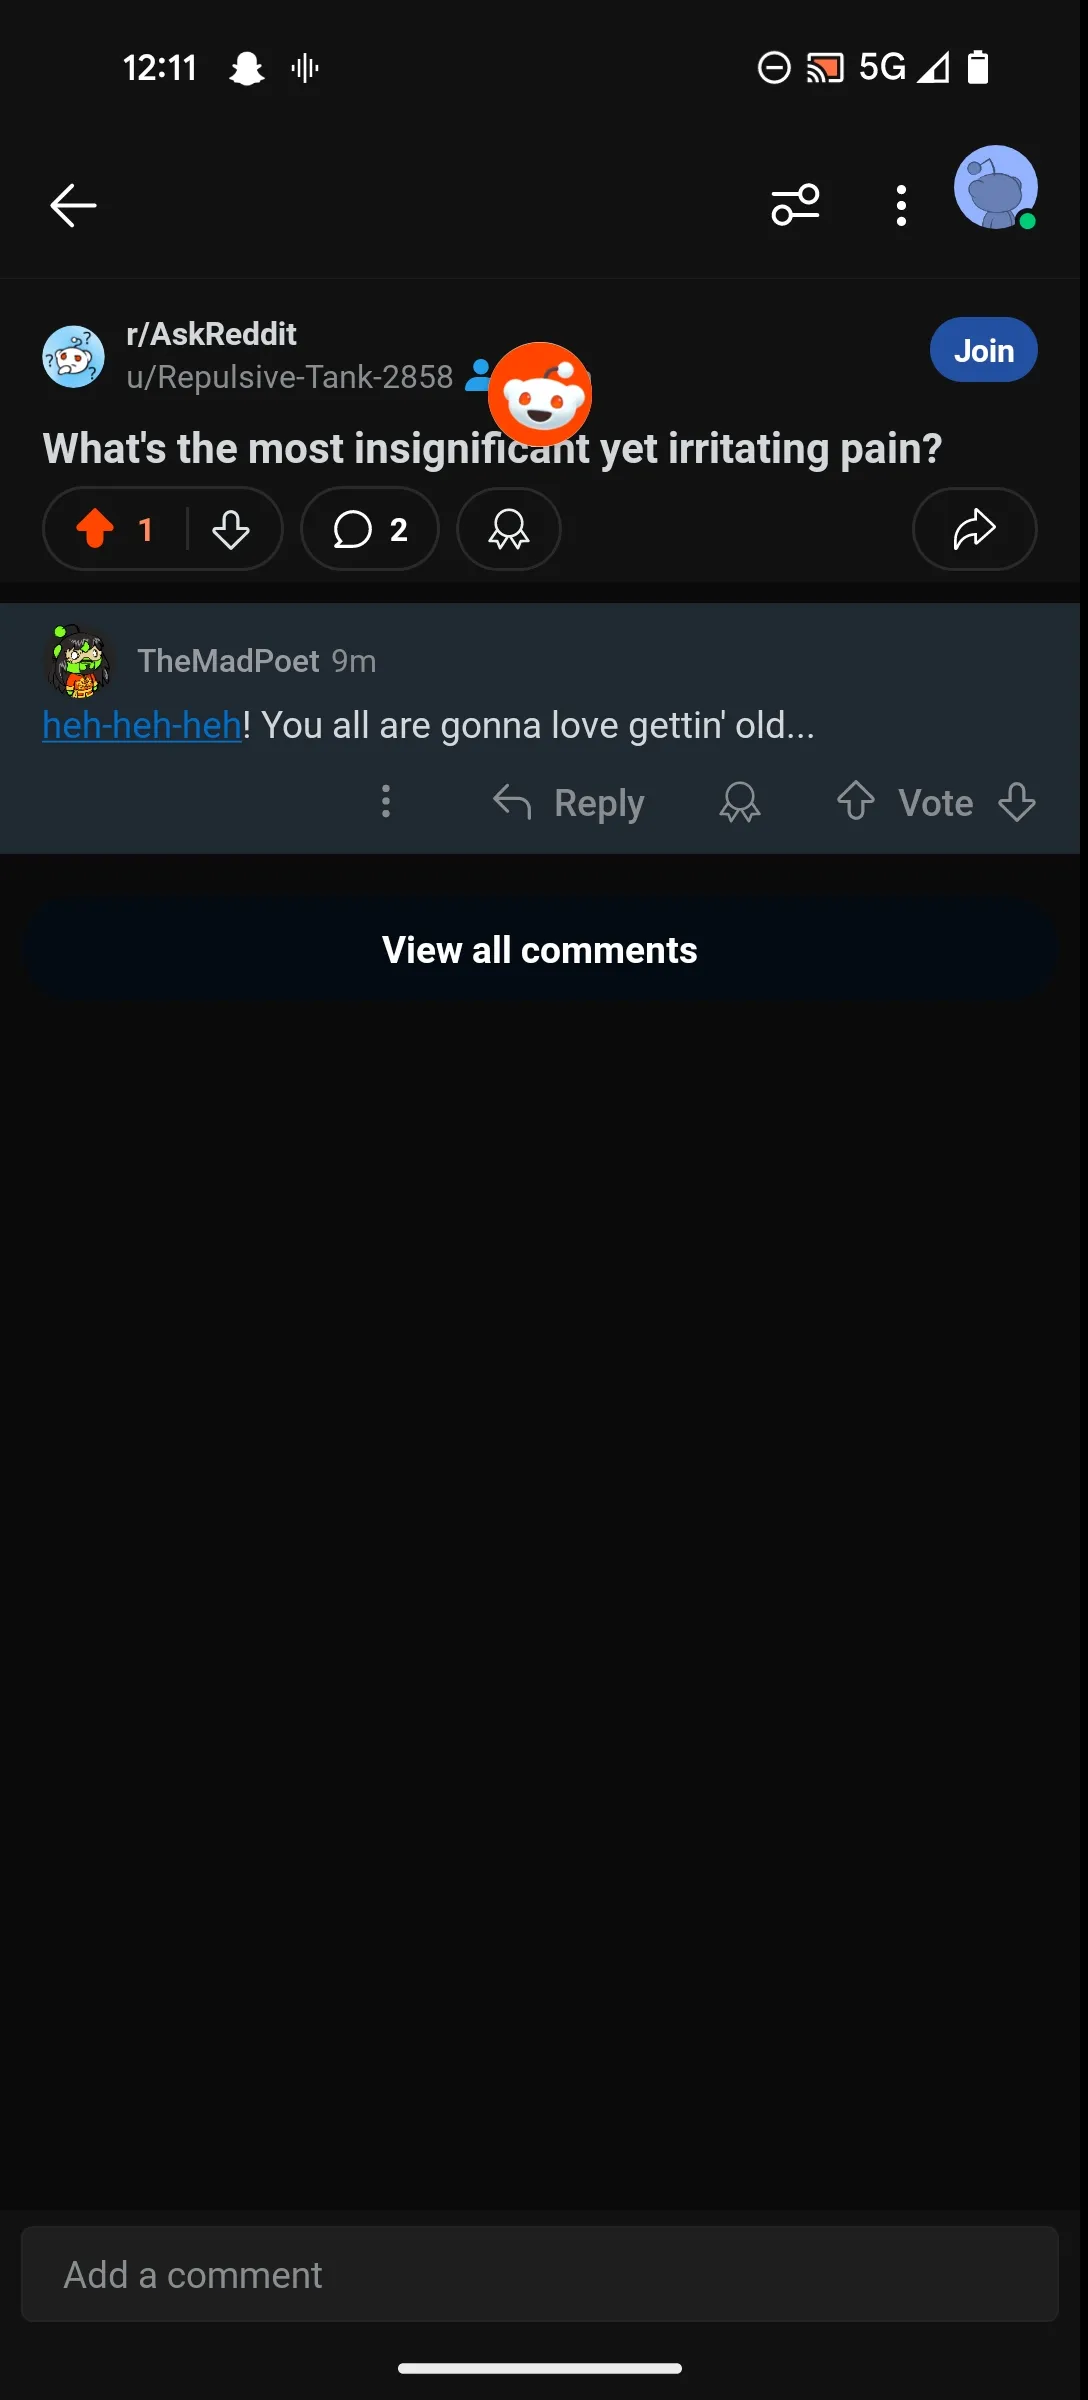 12:11
5G
r/AskReddit
u/Repulsive-Tank-2858
Join
What's the most insignificant yet irritating pain?
1
2
TheMadPoet 9m
heh-heh-heh! You all are gonna love gettin' old...
Reply
Vote
View all comments
Add a comment